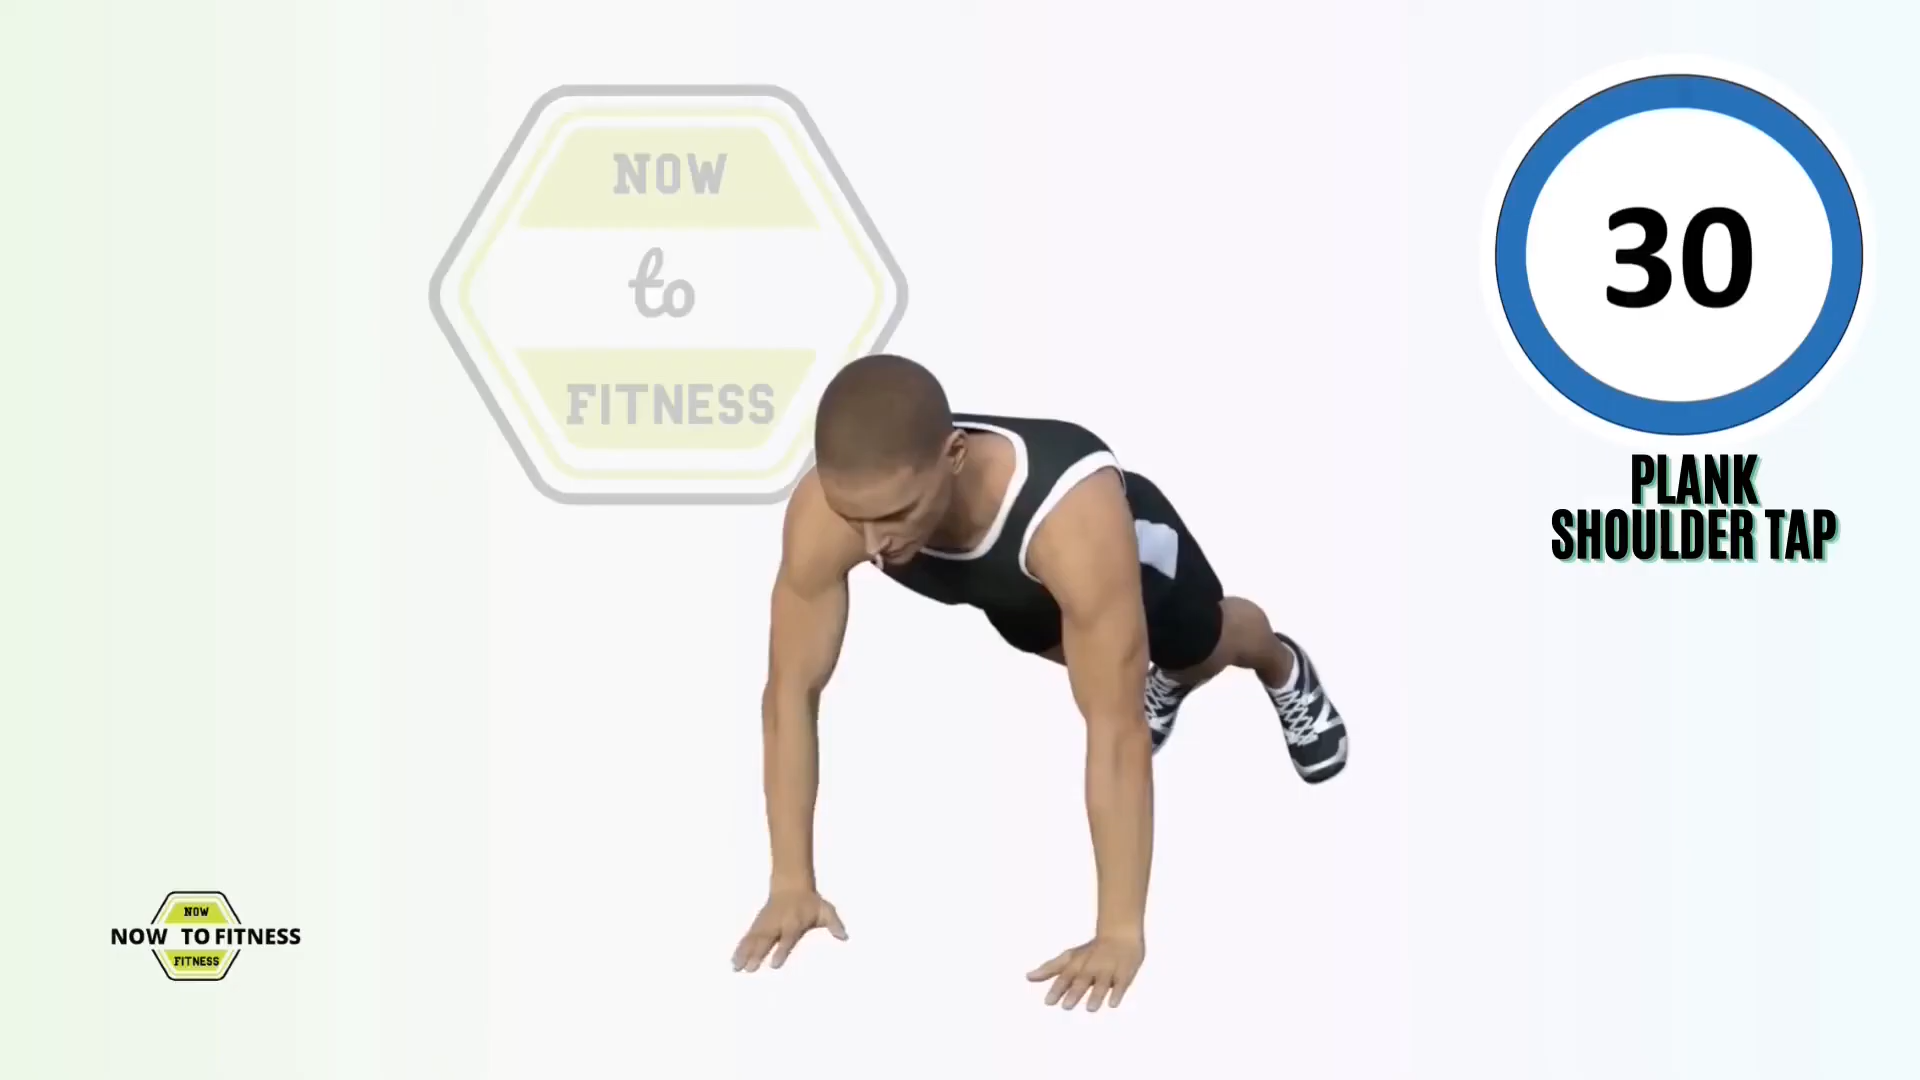 NOW
to
FITNESS
30
PLANK
SHOULDER TAP
NOW
NOW TO FITNESS
FITNESS